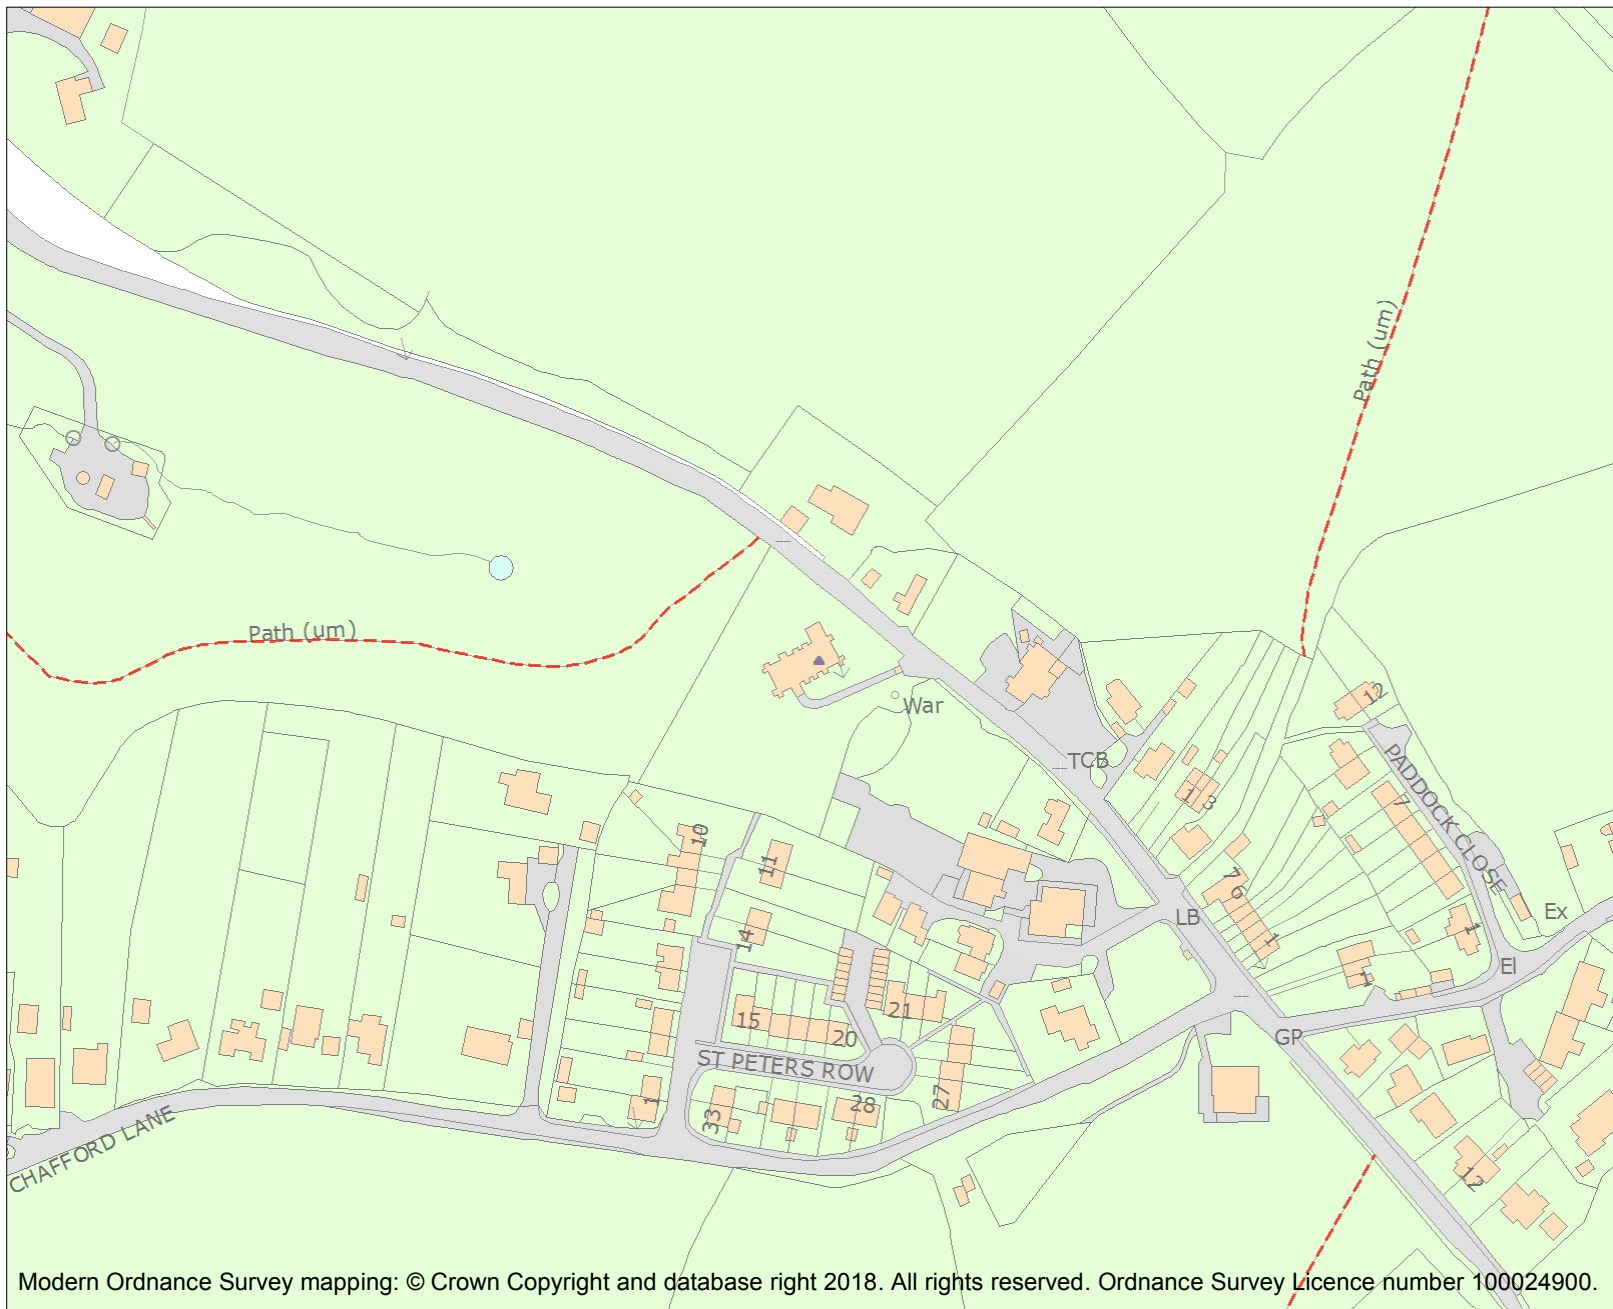 Path (um)
Path (um)
War
TCB
12
PADDOCK CLOSE
1 3
7
10
11
7 6
LB
1
1
Ex
14
1
El
21
15
20
GP
ST PETERS ROW
27
28
1
33
CHAFFORD LANE
12
Modern Ordnance Survey mapping: © Crown Copyright and database right 2018. All rights reserved. Ordnance Survey Licence number 100024900.